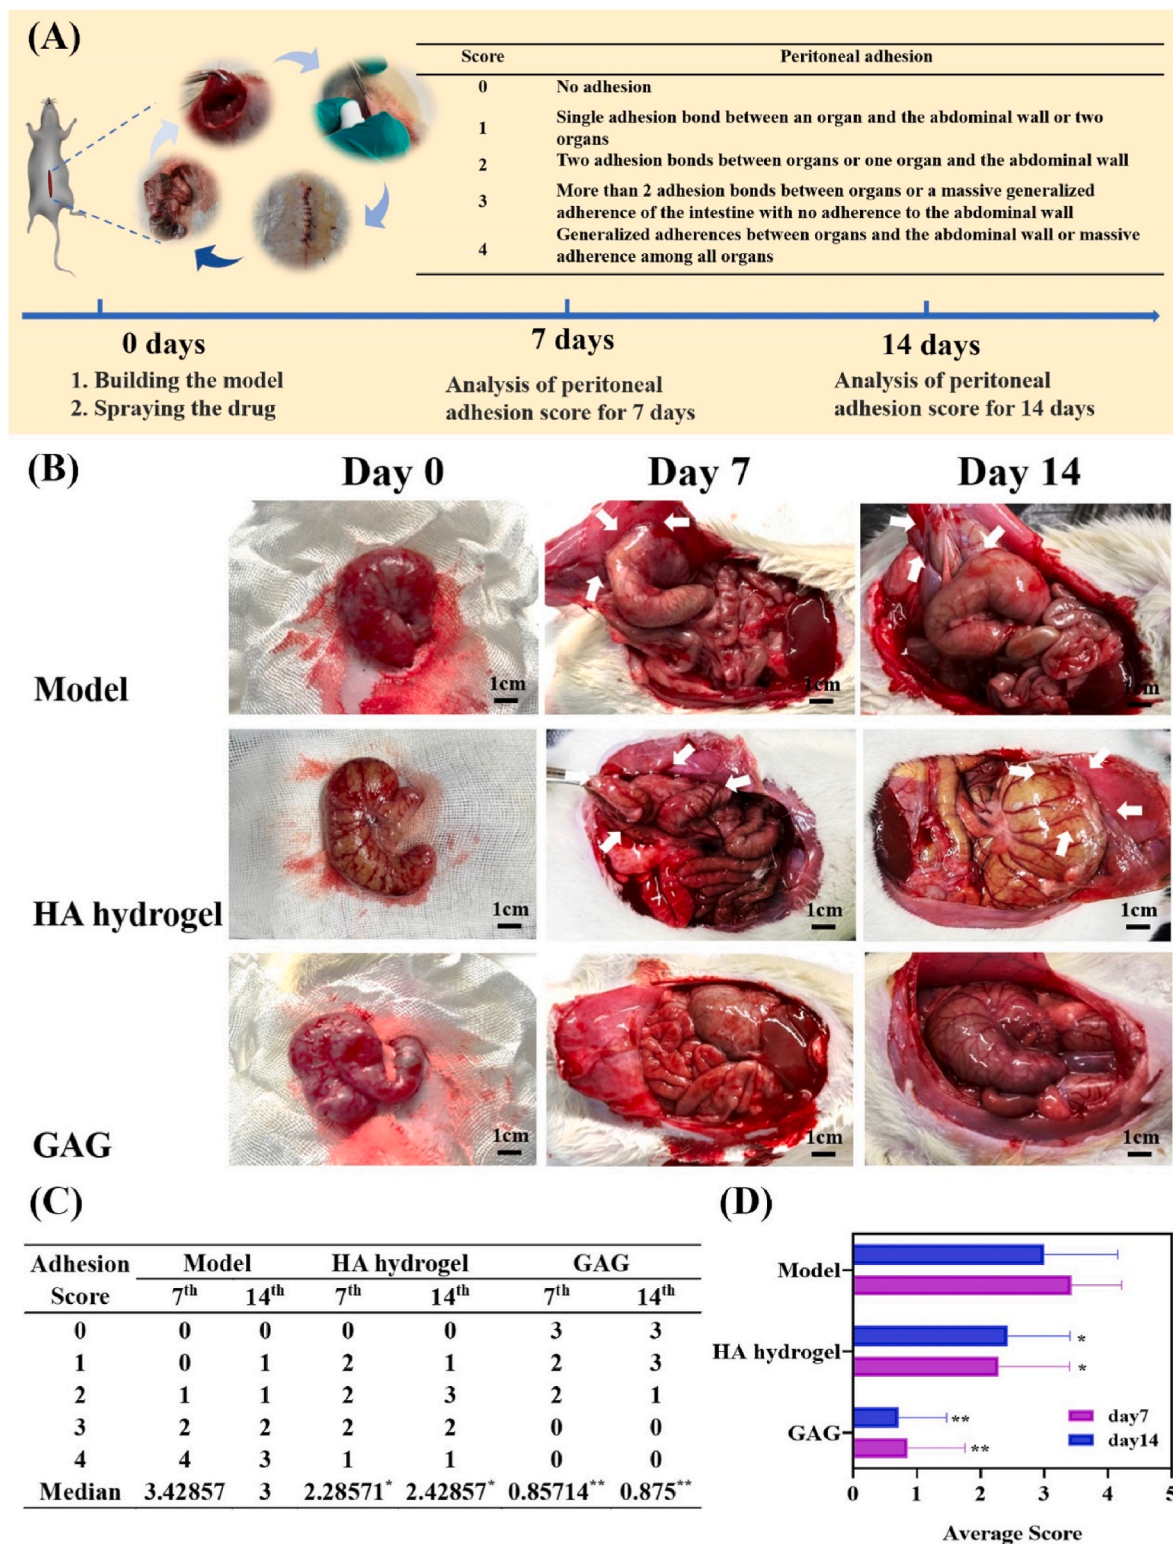 (A)
Score Peritoneal adhesion
0 No adhesion
1 Single adhesion bond between an organ and the abdominal wall or two
organs
2 Two adhesion bonds between organs or one organ and the abdominal wall
3 More than 2 adhesion bonds between organs or a massive generalized
adherence of the intestine with no adherence to the abdominal wall
4 Generalized adherences between organs and the abdominal wall or massive
adherence among all organs
0 days
1. Building the model
2. Spraying the drug
7 days
Analysis of peritoneal
adhesion score for 7 days
14 days
Analysis of peritoneal
adhesion score for 14 days
(B)
Day 0 Day 7 Day 14
Model
1cm 1cm 1cm
HA hydrogel
1cm 1cm 1cm
GAG
1cm 1cm 1cm
(C)
Adhesion Model HA hydrogel GAG
Score 7th 14th 7th 14th 7th 14th
0 0 0 0 0 3 3
1 0 1 2 1 2 3
2 1 1 2 3 2 1
3 2 2 2 2 0 0
4 4 3 1 1 0 0
Median 3.42857 3 2.28571* 2.42857* 0.85714** 0.875**
(D)
Model
HA hydrogel
*
*
GAG
**
**
day7
day14
0 1 2 3 4 5
Average Score